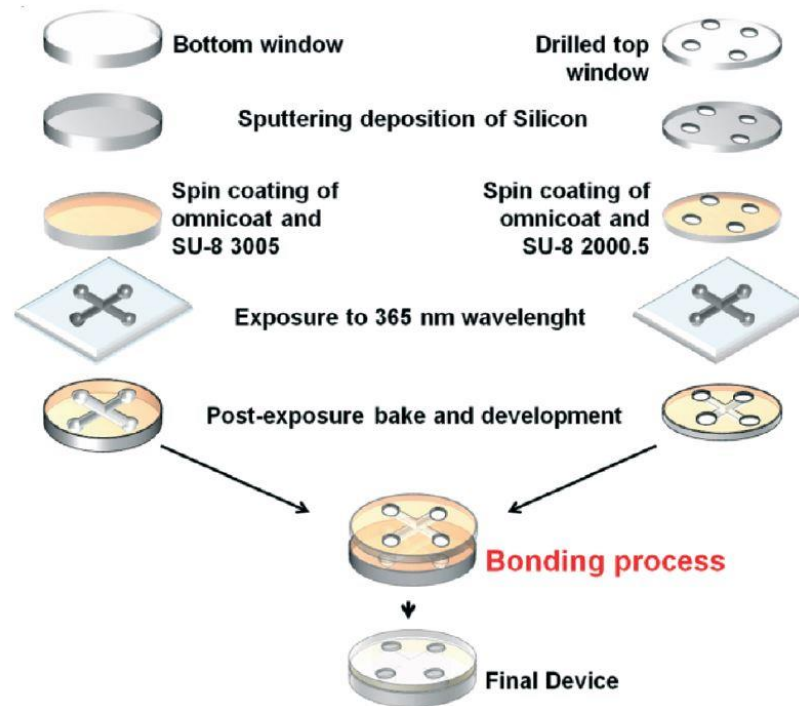 Bottom window
Drilled top
window
Sputtering deposition of Silicon
Spin coating of
omnicoat and
SU-8 3005
Spin coating of
omnicoat and
SU-8 2000.5
Exposure to 365 nm wavelenght
Post-exposure bake and development
Bonding process
Final Device